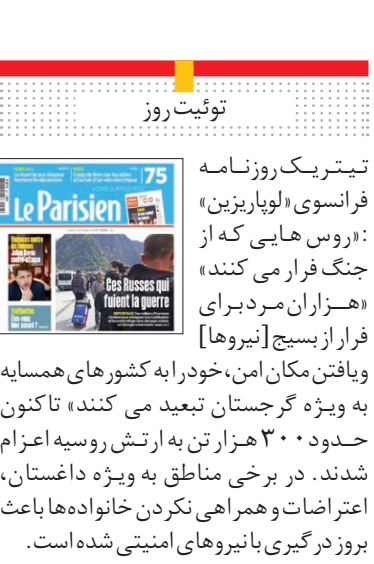 توئیت روز
تیتر یک روزنامه
فرانسوی «لوپاریزین»
:«روس هایی که از
جنگ فرار می کنند»
«هزاران مرد برای
فرار از بسیج [نیروها]
و یافتن مکان امن، خود را به کشورهای همسایه
به ویژه گرجستان تبعید می کنند» تاکنون
حدود ۳۰۰ هزار تن به ارتش روسیه اعزام
شدند. در برخی مناطق به ویژه داغستان،
اعتراضات و همراهی نکردن خانواده‌ها باعث
بروز درگیری با نیروهای امنیتی شده است.
75
Le Parisien
Julien Bayou
Ces Russes qui
fuient la guerre